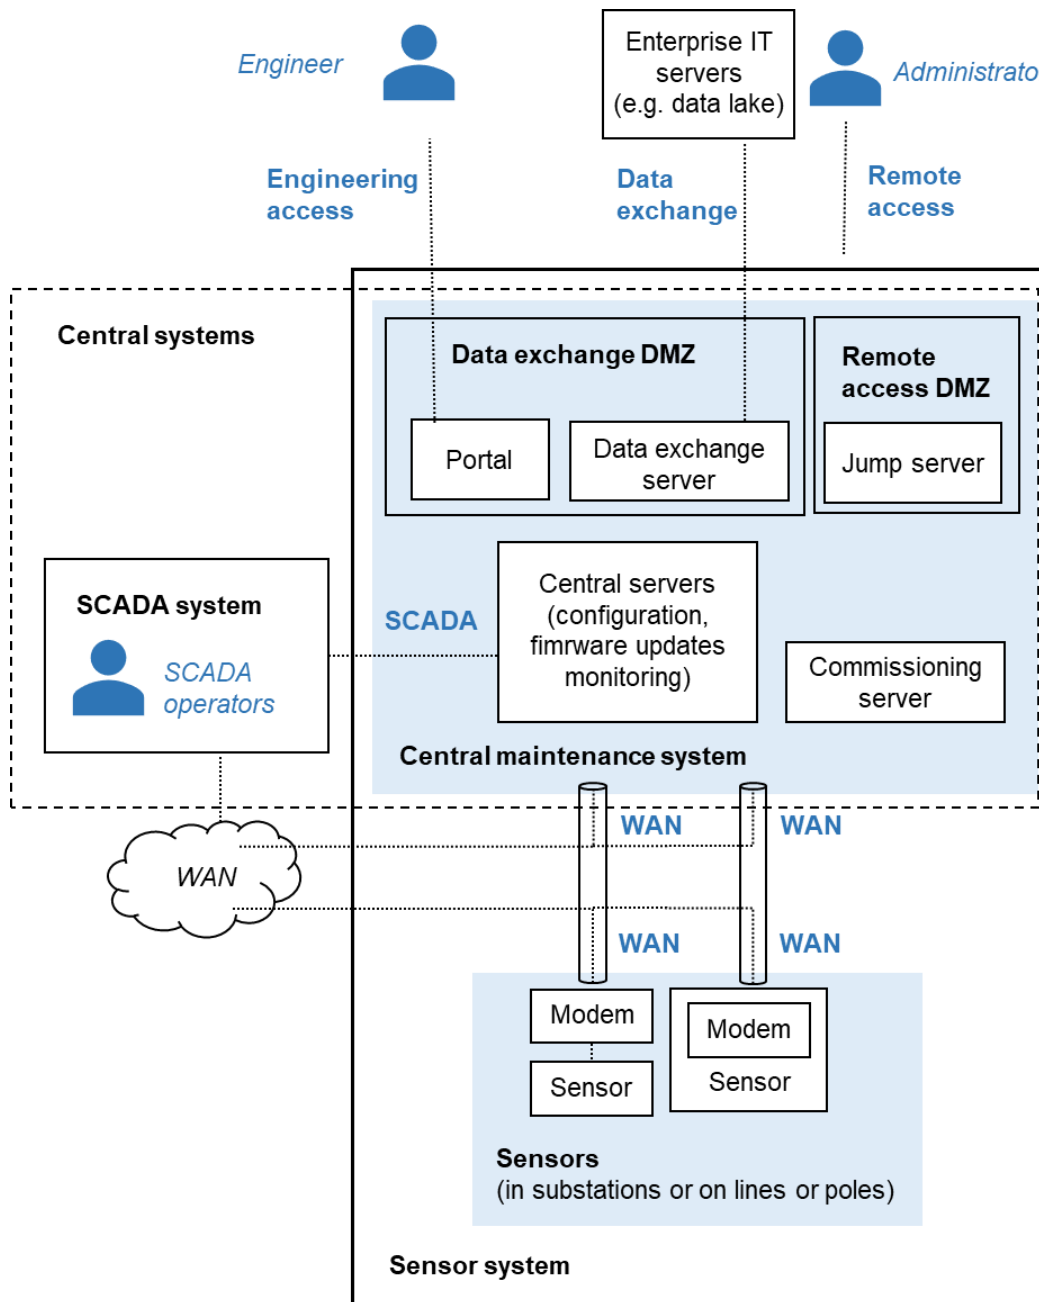 Engineer
Enterprise IT
servers
(e.g. data lake)
Administrato
Engineering
access
Data
exchange
Remote
access
Central systems
Data exchange DMZ
Remote
access DMZ
Portal
Data exchange
server
Jump server
SCADA system
SCADA
operators
SCADA
Central servers
(configuration,
fimrware updates
monitoring)
Commissioning
server
Central maintenance system
WAN
WAN
WAN
WAN
WAN
Modem
Sensor
Modem
Sensor
Sensors
(in substations or on lines or poles)
Sensor system